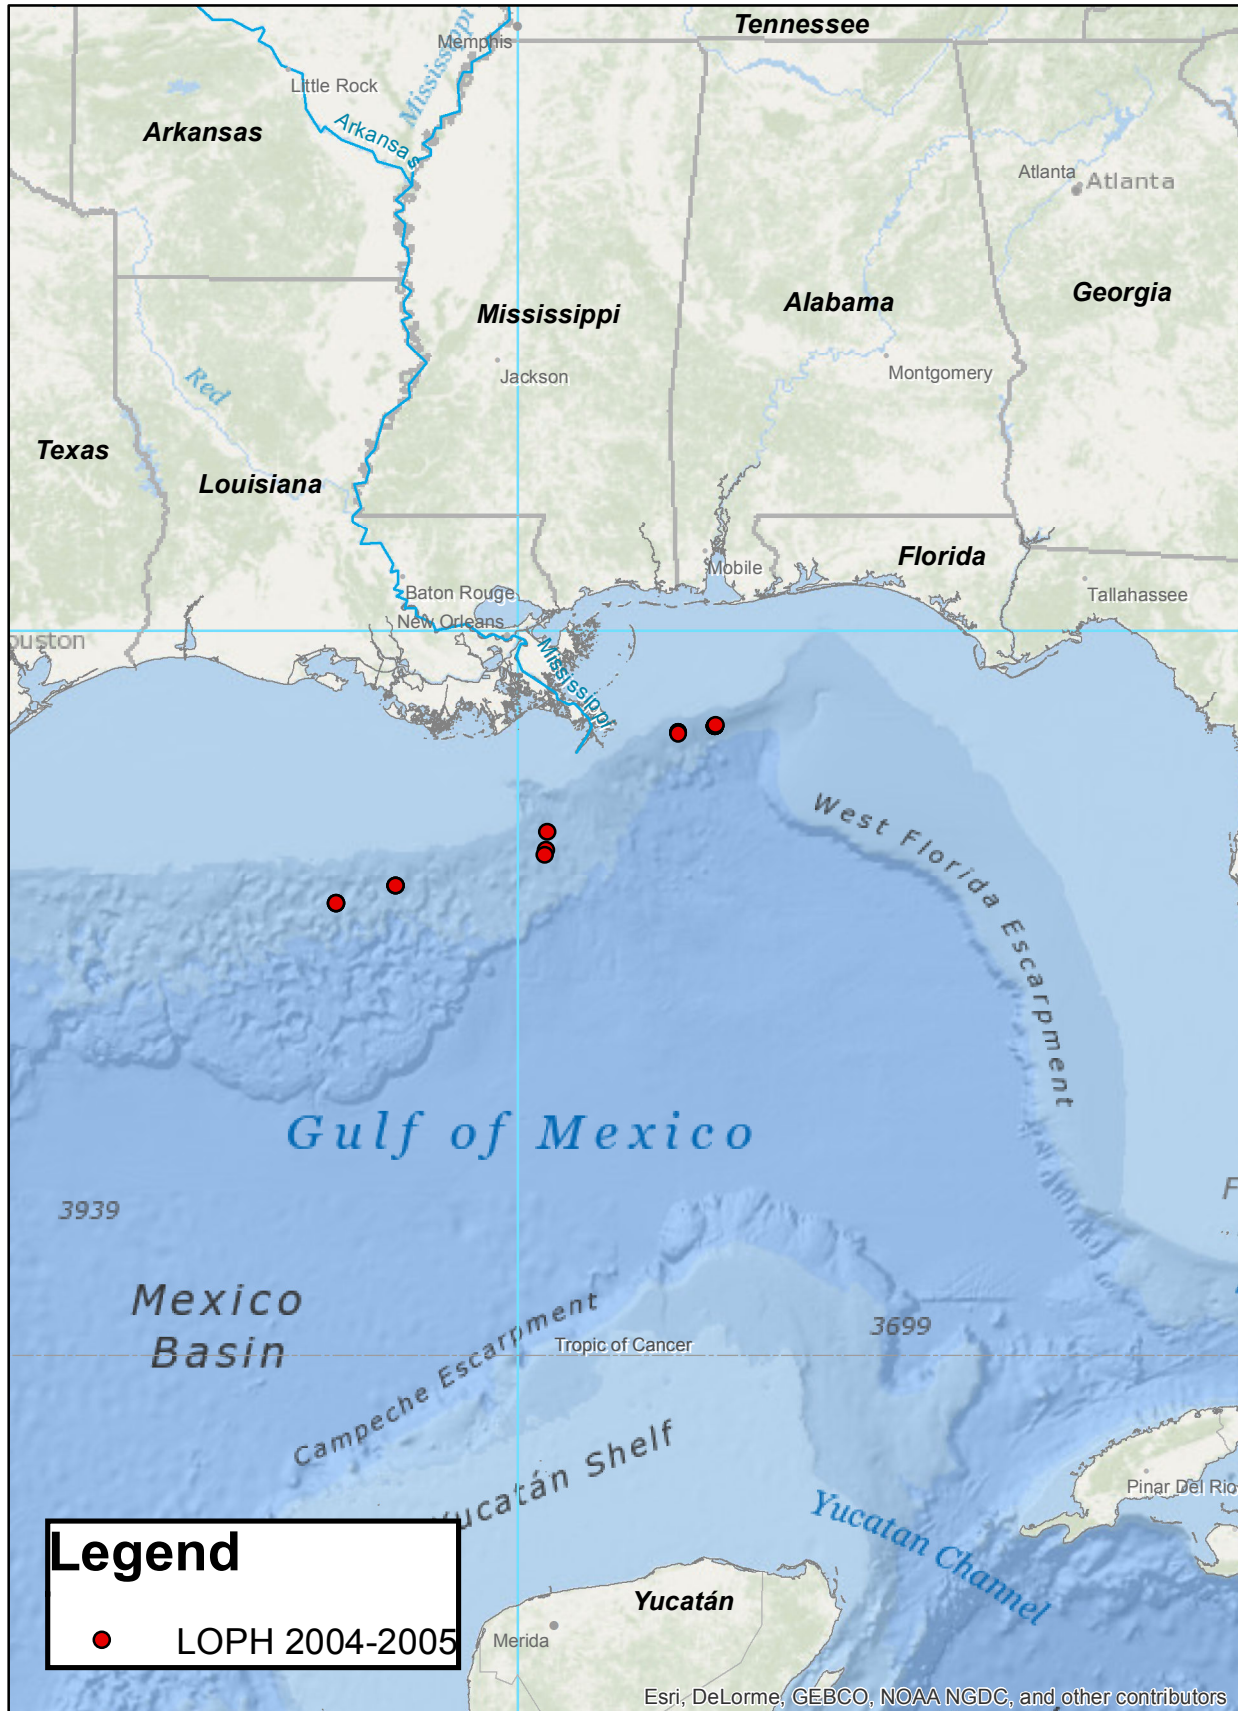 Tennessee
Memphis
Mississippi
Little Rock
Arkansas
Arkansas
Atlanta
Atlanta
Mississippi
Alabama
Georgia
Jackson
Montgomery
Red
Texas
Louisiana
Florida
Mobile
Baton Rouge
Tallahassee
New Orleans
ouston
Mississippi
West Florida Escarpment
Gulf of Mexico
F
3939
Mexico
Basin
Campeche Escarpment
3699
Tropic of Cancer
Yucatán Shelf
Pinar Del Rio
Yucatan Channel
Legend
LOPH 2004-2005
Yucatán
Merida
Esri, DeLorme, GEBCO, NOAA NGDC, and other contributors